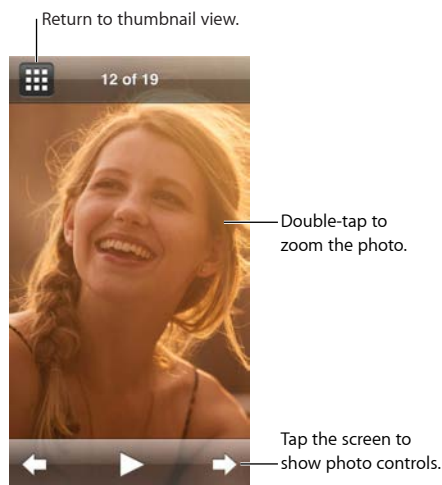 Return to thumbnail view.
12 of 19
Double-tap to
zoom the photo.
Tap the screen to
show photo controls.